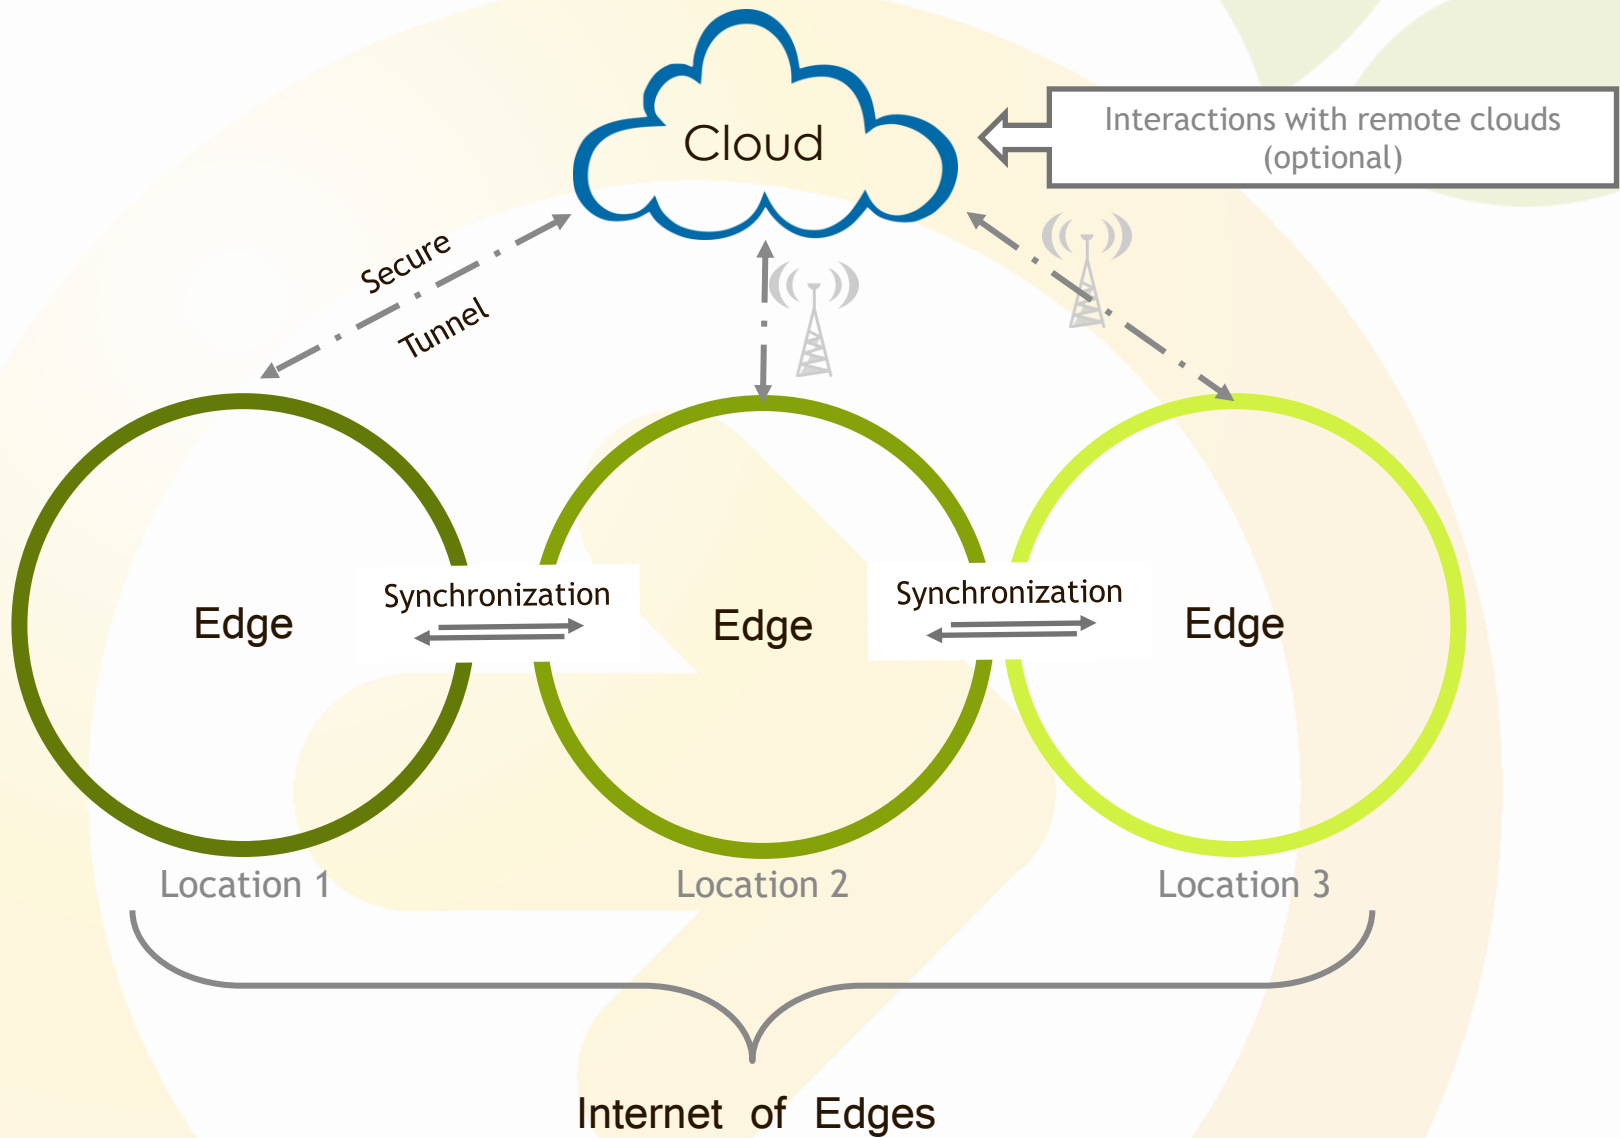 Cloud
Interactions with remote clouds
(optional)
Secure
Tunnel
Synchronization
Synchronization
Edge
Edge
Edge
Location 1
Location 2
Location 3
Internet of Edges